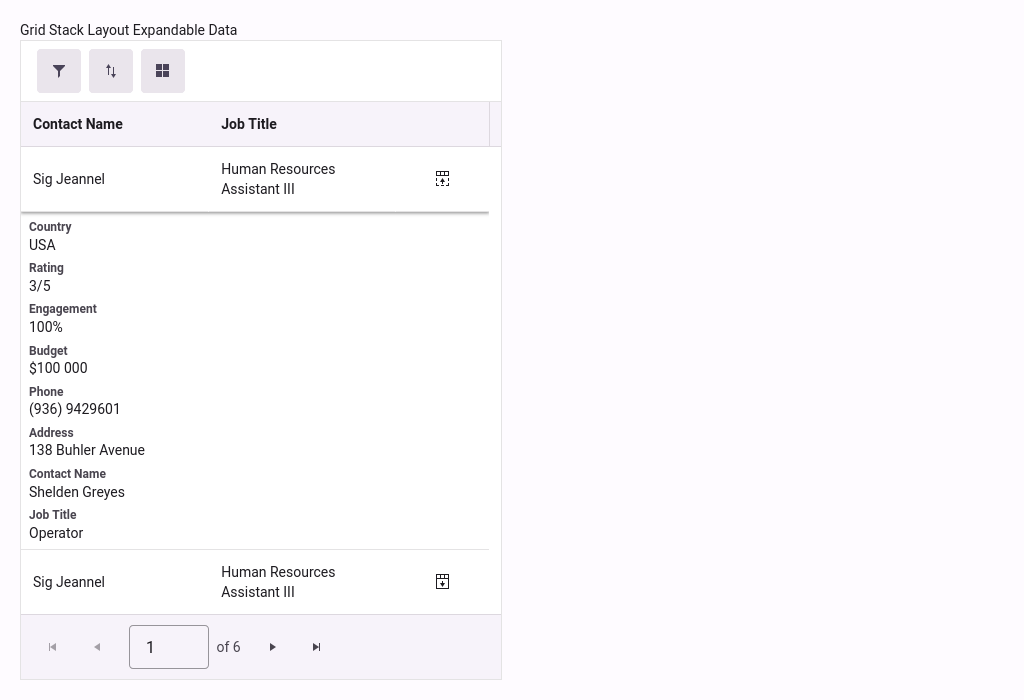 Grid Stack Layout Expandable Data
Contact Name Job Title
Sig Jeannel Human Resources
Assistant III
Country
USA
Rating
3/5
Engagement
100%
Budget
$100 000
Phone
(936) 9429601
Address
138 Buhler Avenue
Contact Name
Shelden Greyes
Job Title
Operator
Sig Jeannel Human Resources
Assistant III
1 of 6